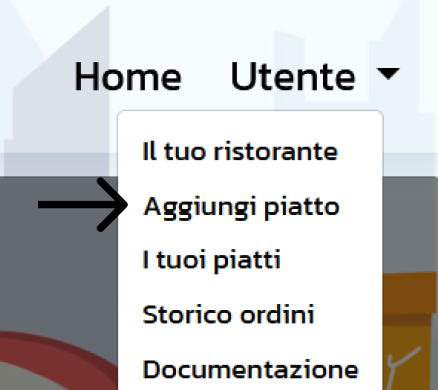 Home Utente
Il tuo ristorante
Aggiungi piatto
I tuoi piatti
Storico ordini
Documentazione